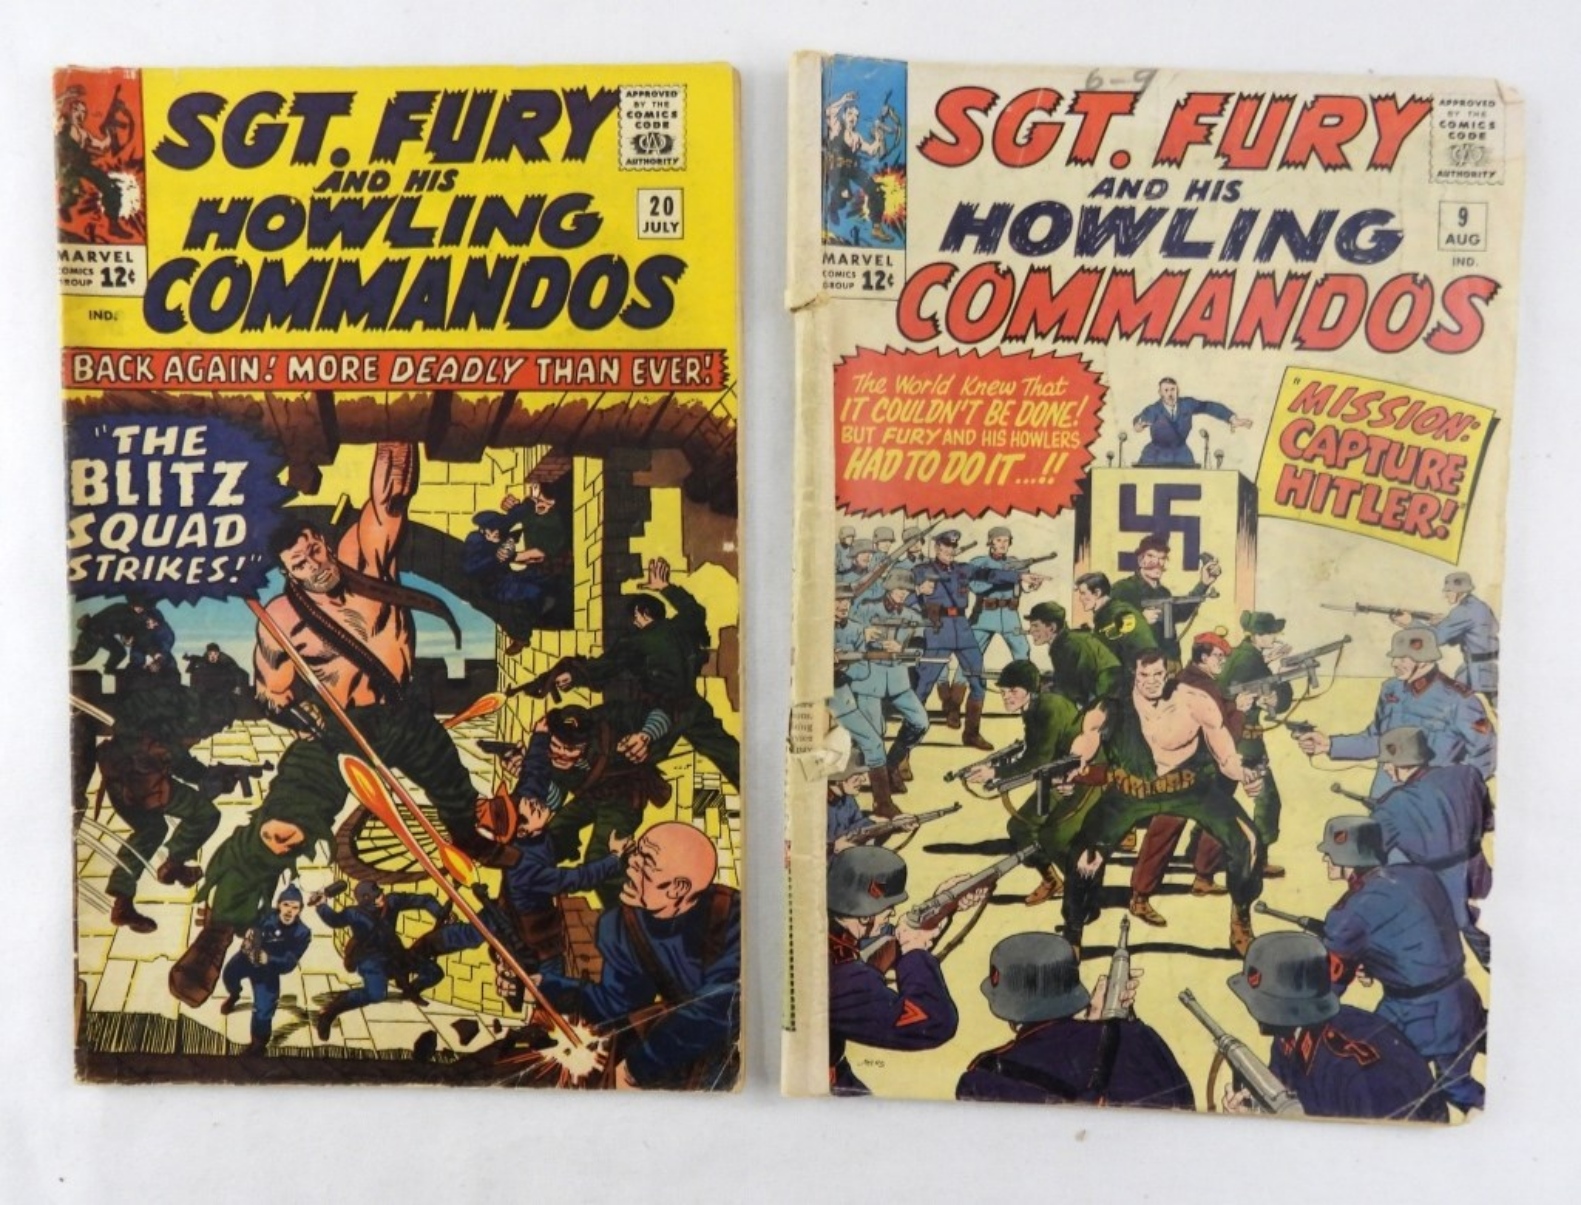 SGT. FURY
AND HIS
HOWLING
COMMANDOS
APPROVED
BY THE
COMICS
CODE
CA
AUTHORITY
20
JULY
MARVEL
COMICS
GROUP 12¢
IND.
BACK AGAIN! MORE DEADLY THAN EVER!
"THE
BLITZ
SQUAD
STRIKES!"
6-9
SGT. FURY
AND HIS
HOWLING
COMMANDOS
APPROVED
BY THE
COMICS
CODE
CA
AUTHORITY
9
AUG
IND.
MARVEL
COMICS
GROUP 12¢
The World Knew That
IT COULDN'T BE DONE!
BUT FURY AND HIS HOWLERS
HAD TO DO IT...!!
"MISSION:
CAPTURE
HITLER!"